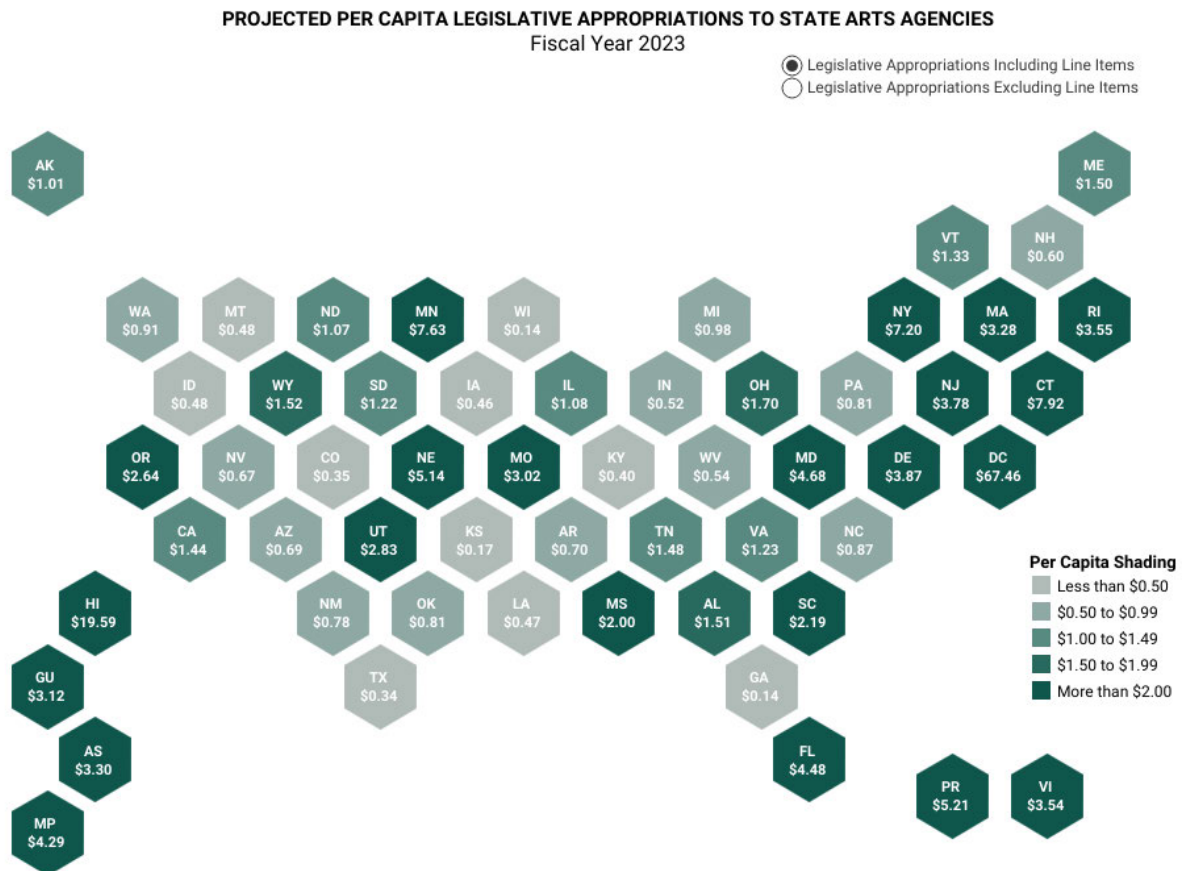 PROJECTED PER CAPITA LEGISLATIVE APPROPRIATIONS TO STATE ARTS AGENCIES
Fiscal Year 2023
Legislative Appropriations Including Line Items
Legislative Appropriations Excluding Line Items
AK
$1.01
ME
$1.50
VT
$1.33
NH
$0.60
WA
$0.91
MT
$0.48
ND
$1.07
MN
$7.63
WI
$0.14
MI
$0.98
NY
$7.20
MA
$3.28
RI
$3.55
ID
$0.48
WY
$1.52
SD
$1.22
IA
$0.46
IL
$1.08
IN
$0.52
OH
$1.70
PA
$0.81
NJ
$3.78
CT
$7.92
OR
$2.64
NV
$0.67
CO
$0.35
NE
$5.14
MO
$3.02
KY
$0.40
WV
$0.54
MD
$4.68
DE
$3.87
DC
$67.46
CA
$1.44
AZ
$0.69
UT
$2.83
KS
$0.17
AR
$0.70
TN
$1.48
VA
$1.23
NC
$0.87
HI
$19.59
NM
$0.78
OK
$0.81
LA
$0.47
MS
$2.00
AL
$1.51
SC
$2.19
GU
$3.12
TX
$0.34
GA
$0.14
AS
$3.30
FL
$4.48
MP
$4.29
PR
$5.21
VI
$3.54
Per Capita Shading
Less than $0.50
$0.50 to $0.99
$1.00 to $1.49
$1.50 to $1.99
More than $2.00